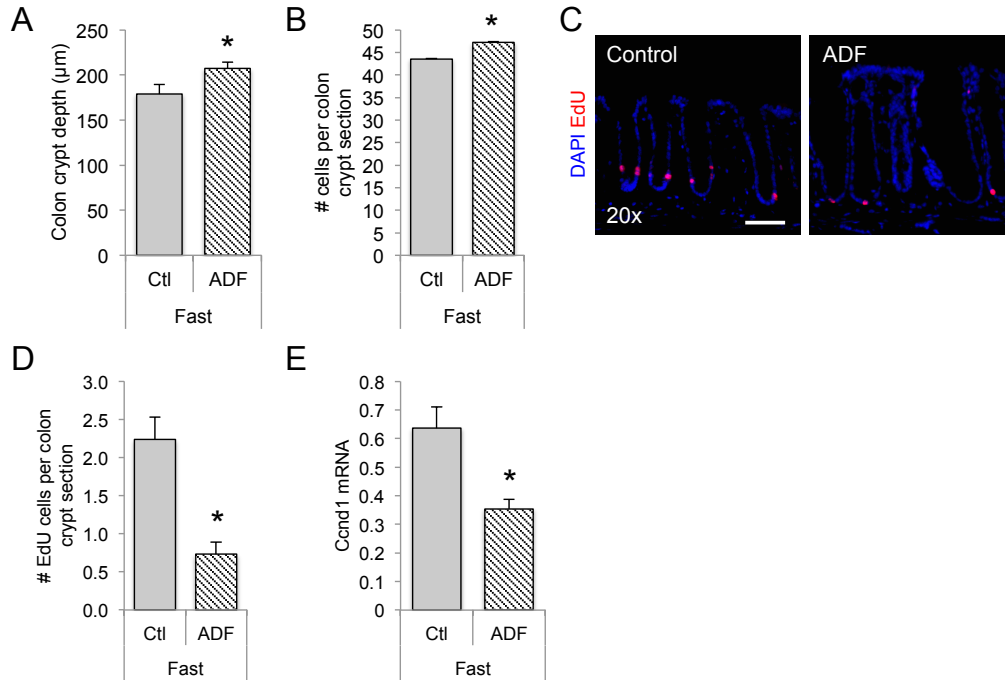 A
Colon crypt depth (µm)
250
200
150
100
50
0
Ctl
ADF
Fast
*
B
# cells per colon
crypt section
50
45
40
35
30
25
20
15
10
5
0
Ctl
ADF
Fast
*
C
DAPI EdU
Control
20x
ADF
D
# EdU cells per colon
crypt section
3.0
2.5
2.0
1.5
1.0
0.5
0.0
Ctl
ADF
Fast
*
E
Ccnd1 mRNA
0.8
0.7
0.6
0.5
0.4
0.3
0.2
0.1
0
Ctl
ADF
Fast
*